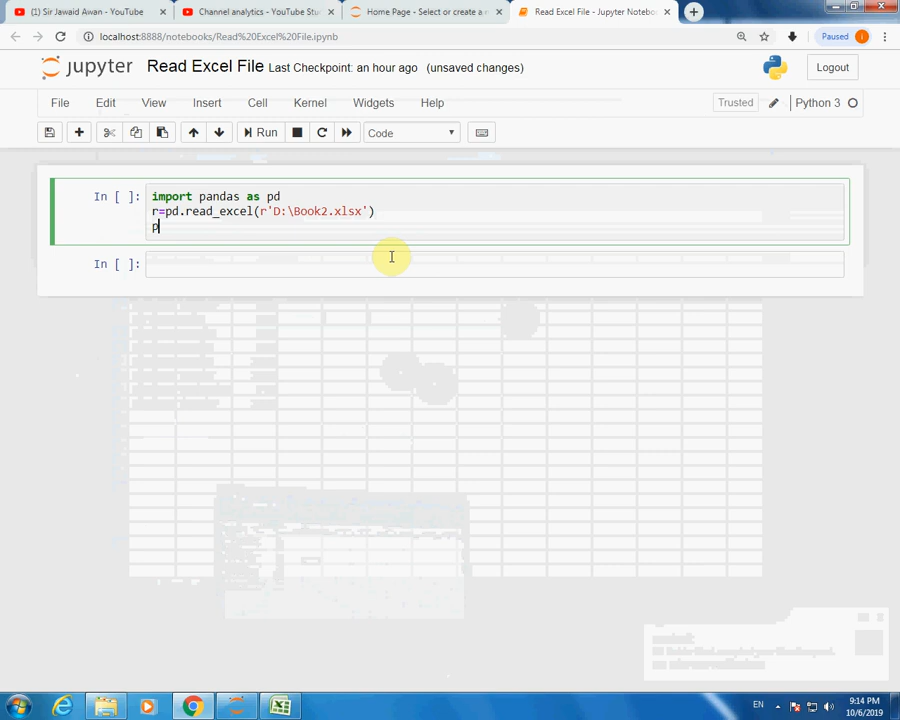 (1) Sir Jawaid Awan - YouTube
Channel analytics - YouTube Stu
Home Page - Select or create a n
Read Excel File - Jupyter Notebo
localhost:8888/notebooks/Read%20Excel%20File.ipynb
Paused
jupyter
Read Excel File Last Checkpoint: an hour ago (unsaved changes)
Logout
File Edit View Insert Cell Kernel Widgets Help
Trusted
Python 3
Run
Code
In [ ]:
import pandas as pd
r=pd.read_excel(r'D:\Book2.xlsx')
p
In [ ]:
EN
9:14 PM
10/6/2019